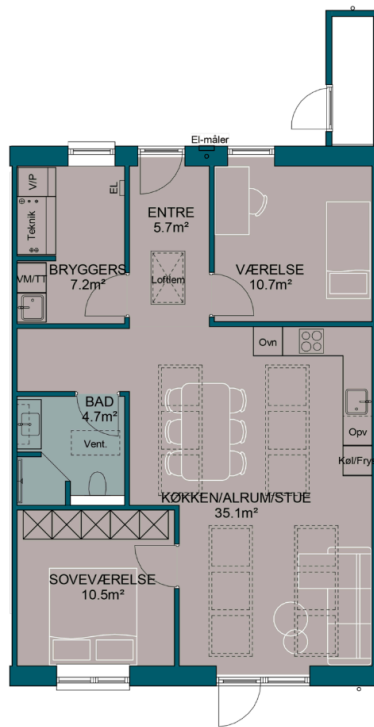 El-måler
V/P
EL
Teknik
ENTRE
5.7m²
BRYGGERS
7.2m²
VÆRELSE
10.7m²
VM/TT
Loftlem
Ovn
BAD
4.7m²
Vent.
Opv
Køl/Frys
KØKKEN/ALRUM/STUE
35.1m²
SOVEVÆRELSE
10.5m²